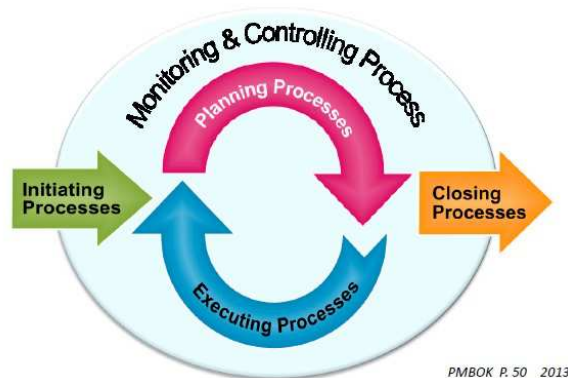 Monitoring & Controlling Process
Planning Processes
Initiating
Processes
Closing
Processes
Executing Processes
PMBOK P. 50 2013